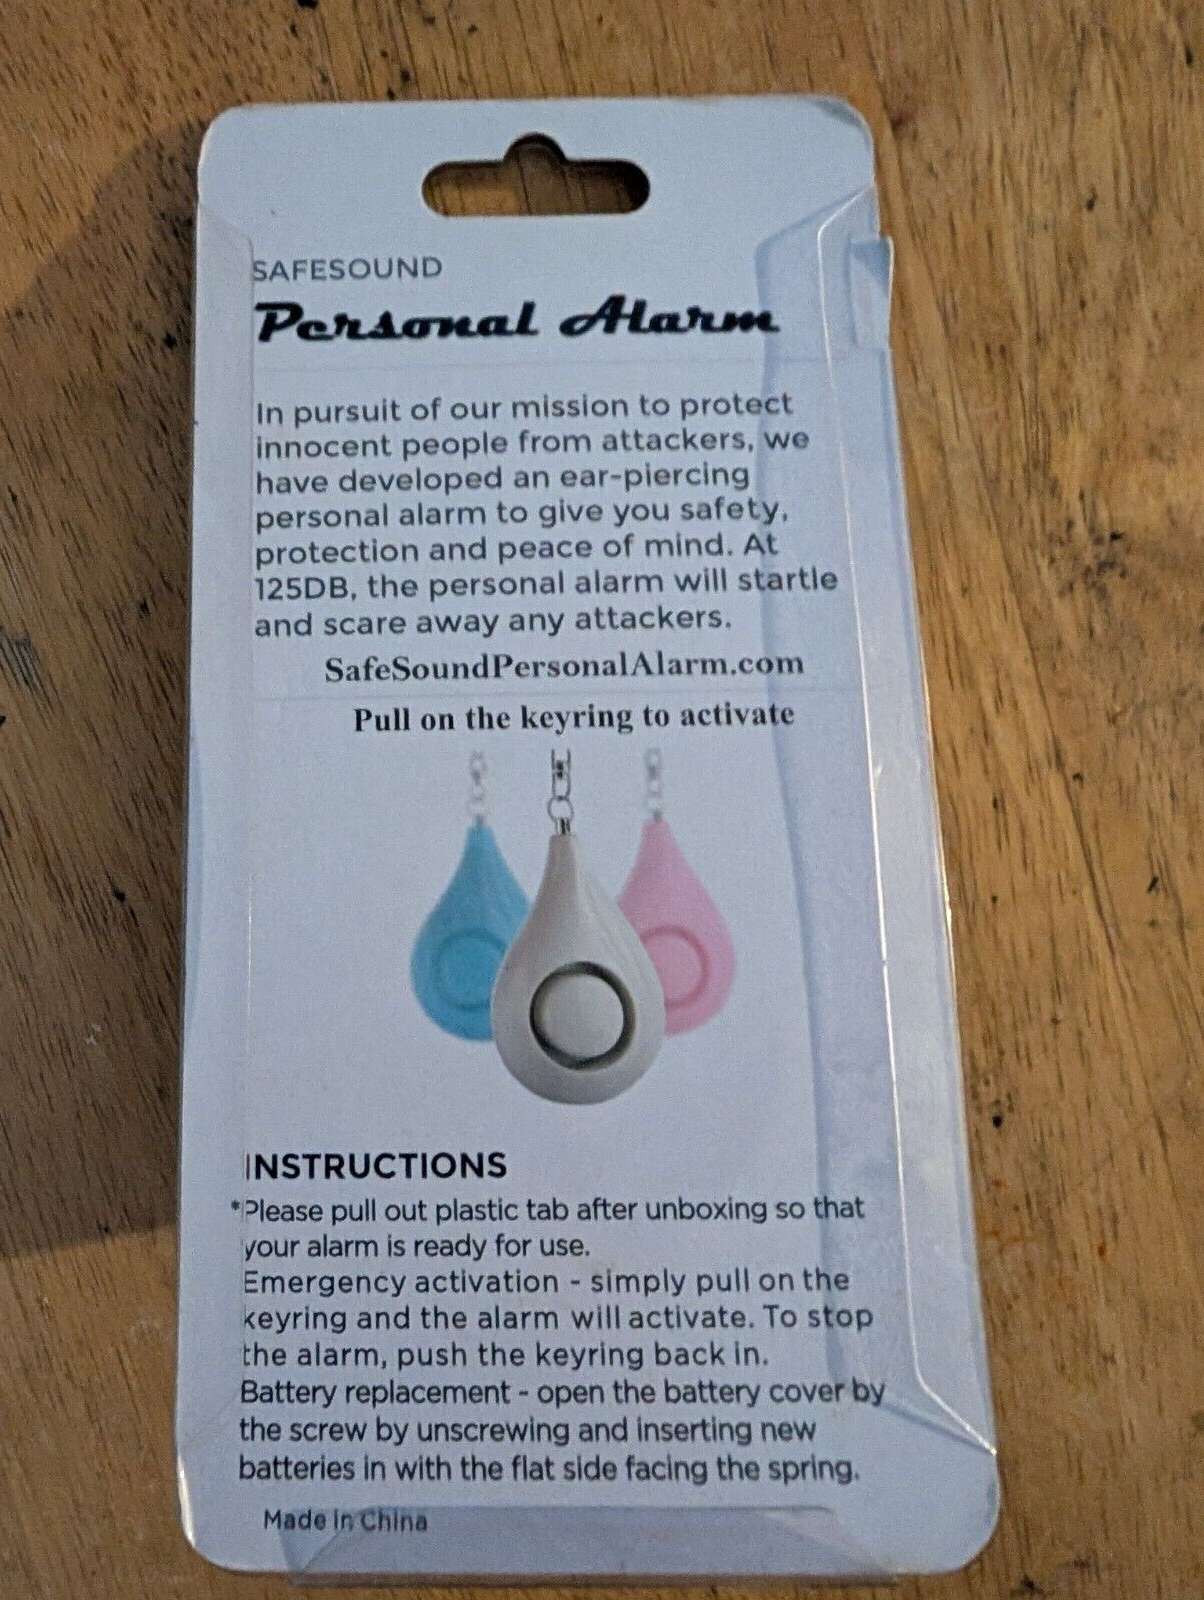 SAFESOUND
Personal Alarm
In pursuit of our mission to protect
innocent people from attackers, we
have developed an ear-piercing
personal alarm to give you safety,
protection and peace of mind. At
125DB, the personal alarm will startle
and scare away any attackers.
SafeSoundPersonalAlarm.com
Pull on the keyring to activate
INSTRUCTIONS
*Please pull out plastic tab after unboxing so that
your alarm is ready for use.
Emergency activation - simply pull on the
keyring and the alarm will activate. To stop
the alarm, push the keyring back in.
Battery replacement - open the battery cover by
the screw by unscrewing and inserting new
batteries in with the flat side facing the spring.
Made in China